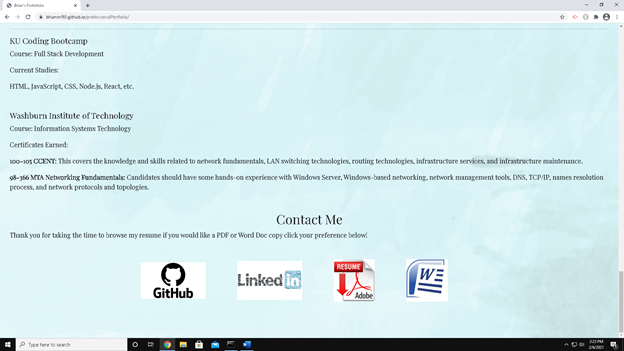 Brian's Portofolio
brianmr90.github.io/professionalPortfolio/
KU Coding Bootcamp
Course: Full Stack Development
Current Studies:
HTML, JavaScript, CSS, Node.js, React, etc.
Washburn Institute of Technology
Course: Information Systems Technology
Certificates Earned:
100-105 CCENT: This covers the knowledge and skills related to network fundamentals, LAN switching technologies, routing technologies, infrastructure services, and infrastructure maintenance.
98-366 MTA Networking Fundamentals: Candidates should have some hands-on experience with Windows Server, Windows-based networking, network management tools, DNS, TCP/IP, names resolution
process, and network protocols and topologies.
Contact Me
Thank you for taking the time to browse my resume if you would like a PDF or Word Doc copy click your preference below!
GitHub
Linked in
RESUME
Adobe
W
Type here to search
2:23 PM
2/6/2021